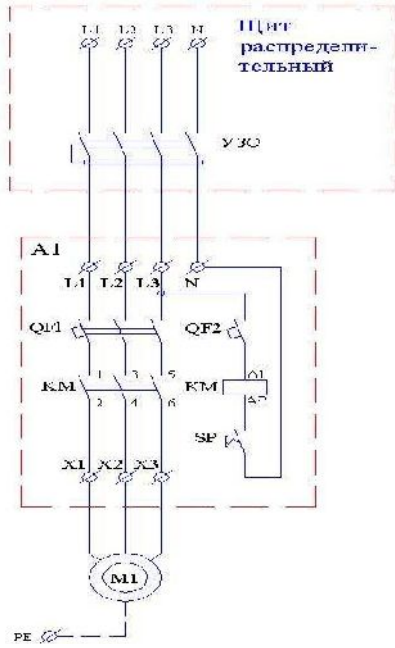 L1 L2 L3 N
Щит
распредели-
тельный
УЗО
А1
L1 L2 L3 N
QF1
QF2
KM
1 3 5
2 4 6
KM
A1
A2
SP
X1 X2 X3
M1
PE